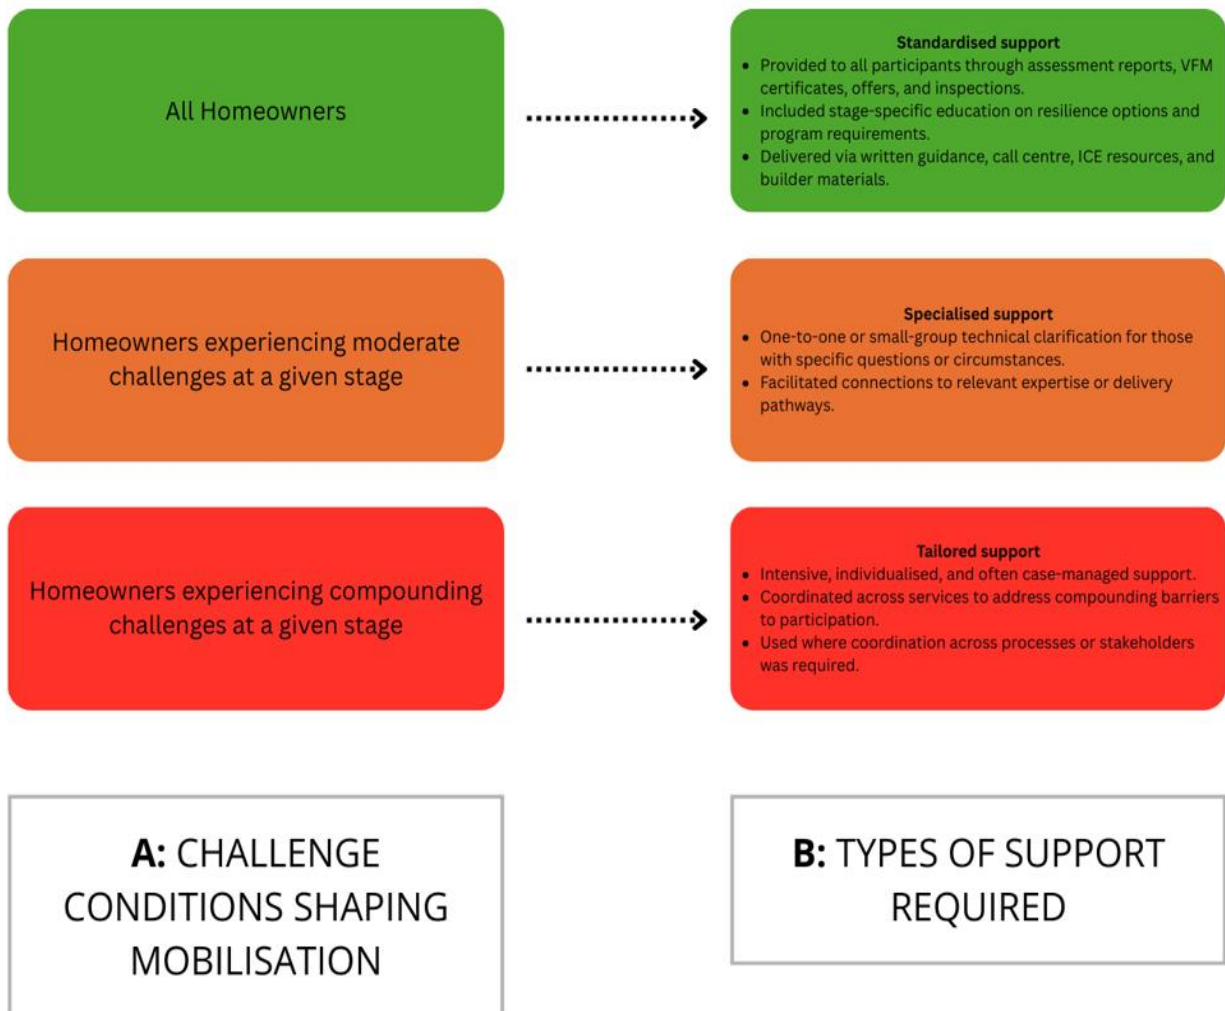 All Homeowners
Standardised support
• Provided to all participants through assessment reports, VFM
certificates, offers, and inspections.
• Included stage-specific education on resilience options and
program requirements.
• Delivered via written guidance, call centre, ICE resources, and
builder materials.
Homeowners experiencing moderate
challenges at a given stage
Specialised support
• One-to-one or small-group technical clarification for those
with specific questions or circumstances.
• Facilitated connections to relevant expertise or delivery
pathways.
Homeowners experiencing compounding
challenges at a given stage
Tailored support
• Intensive, individualised, and often case-managed support.
• Coordinated across services to address compounding barriers
to participation.
• Used where coordination across processes or stakeholders
was required.
A: CHALLENGE
CONDITIONS SHAPING
MOBILISATION
B: TYPES OF SUPPORT
REQUIRED